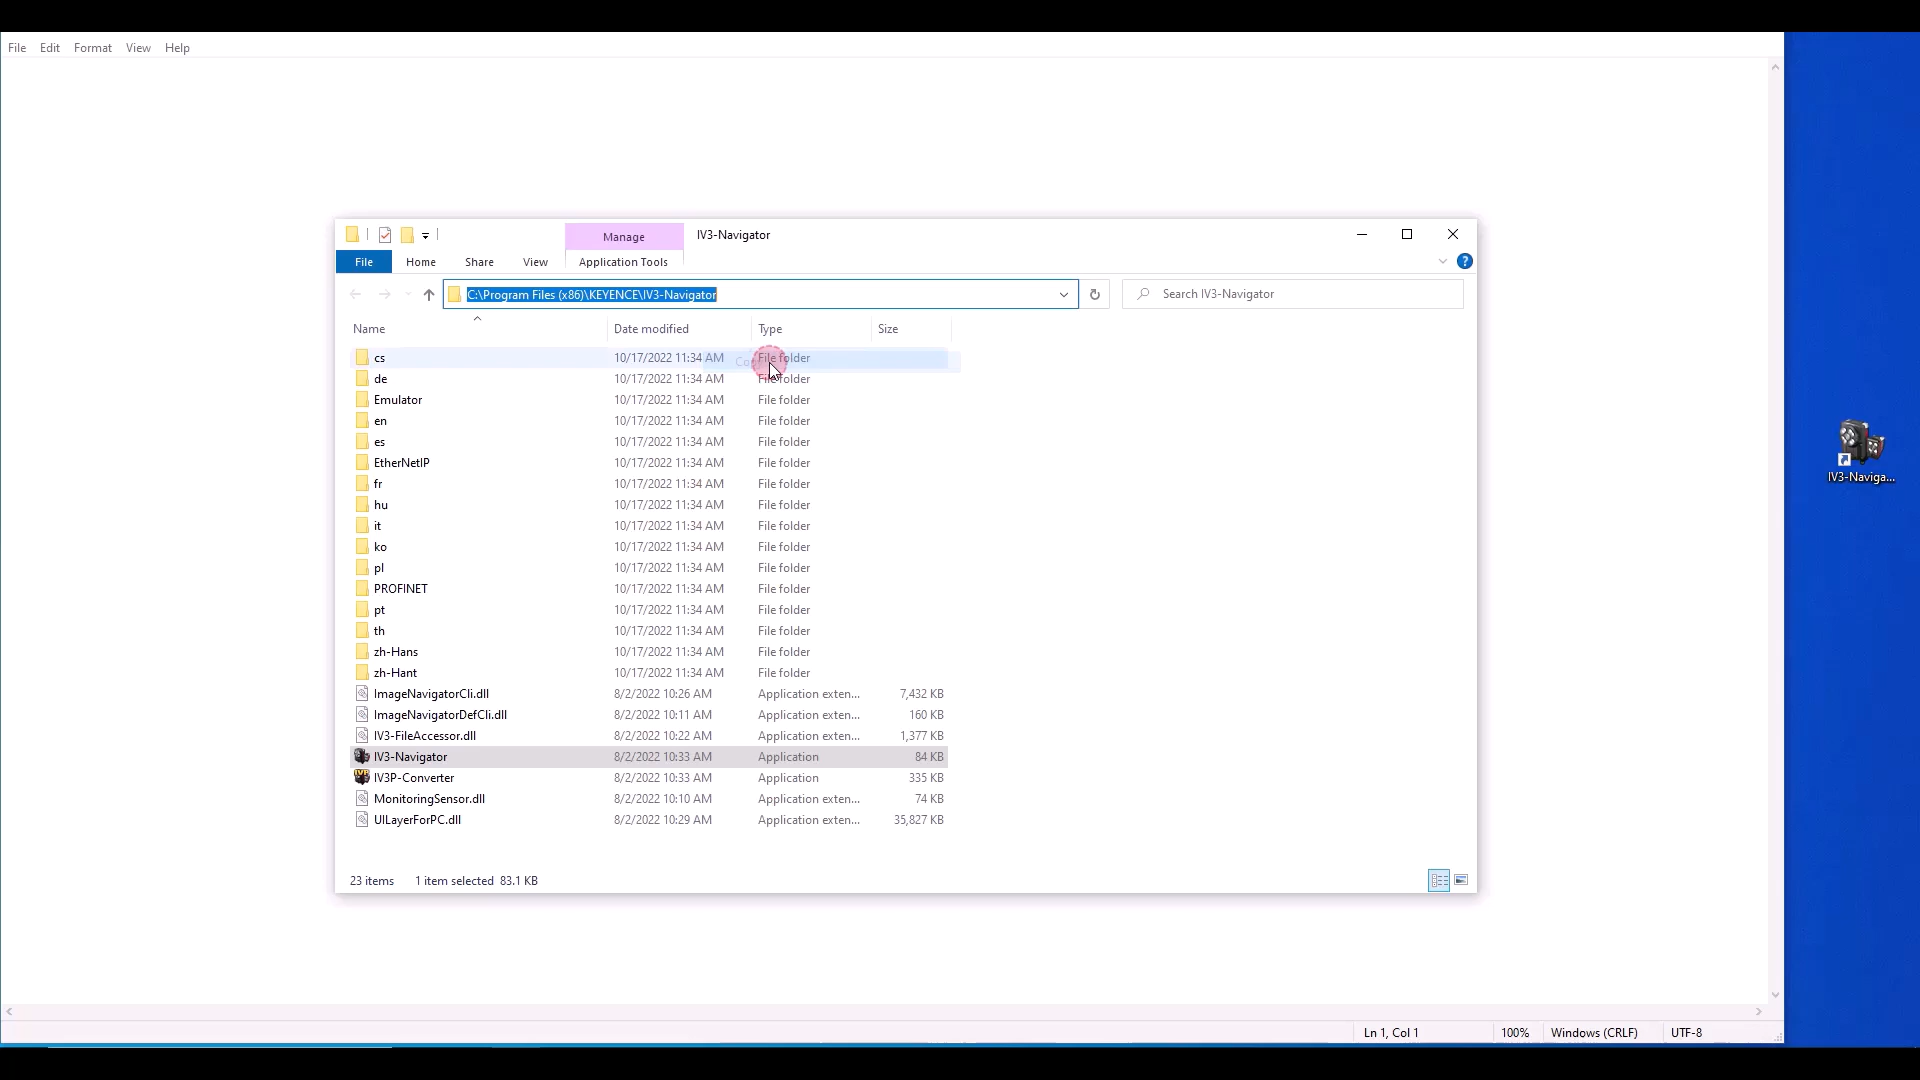 File Edit Format View Help
Manage IV3-Navigator
File Home Share View Application Tools
C:\Program Files (x86)\KEYENCE\IV3-Navigator Search IV3-Navigator
Name Date modified Type Size
cs 10/17/2022 11:34 AM File folder
de 10/17/2022 11:34 AM File folder
Emulator 10/17/2022 11:34 AM File folder
en 10/17/2022 11:34 AM File folder
es 10/17/2022 11:34 AM File folder
EtherNetIP 10/17/2022 11:34 AM File folder
fr 10/17/2022 11:34 AM File folder
hu 10/17/2022 11:34 AM File folder
it 10/17/2022 11:34 AM File folder
ko 10/17/2022 11:34 AM File folder
pl 10/17/2022 11:34 AM File folder
PROFINET 10/17/2022 11:34 AM File folder
pt 10/17/2022 11:34 AM File folder
th 10/17/2022 11:34 AM File folder
zh-Hans 10/17/2022 11:34 AM File folder
zh-Hant 10/17/2022 11:34 AM File folder
ImageNavigatorCli.dll 8/2/2022 10:26 AM Application exten... 7,432 KB
ImageNavigatorDefCli.dll 8/2/2022 10:11 AM Application exten... 160 KB
IV3-FileAccessor.dll 8/2/2022 10:22 AM Application exten... 1,377 KB
IV3-Navigator 8/2/2022 10:33 AM Application 84 KB
IV3P-Converter 8/2/2022 10:33 AM Application 335 KB
MonitoringSensor.dll 8/2/2022 10:10 AM Application exten... 74 KB
UILayerForPC.dll 8/2/2022 10:29 AM Application exten... 35,827 KB
23 items 1 item selected 83.1 KB
IV3-Naviga...
Ln 1, Col 1 100% Windows (CRLF) UTF-8